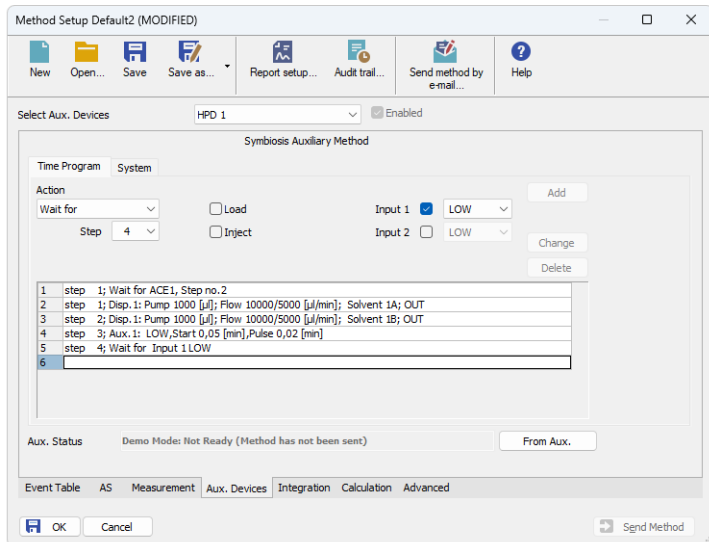 Method Setup Default2 (MODIFIED)
New Open... Save Save as... Report setup... Audit trail... Send method by e-mail... Help
Select Aux. Devices HPD 1 Enabled
Symbiosis Auxiliary Method
Time Program System
Action
Wait for Load Input 1 LOW Add
Step 4 Inject Input 2 LOW
Change
Delete
1 step 1; Wait for ACE1, Step no.2
2 step 1; Disp.1: Pump 1000 [µl]; Flow 10000/5000 [µl/min]; Solvent 1A; OUT
3 step 2; Disp.1: Pump 1000 [µl]; Flow 10000/5000 [µl/min]; Solvent 1B; OUT
4 step 3; Aux.1: LOW,Start 0,05 [min],Pulse 0,02 [min]
5 step 4; Wait for Input 1 LOW
6
Aux. Status Demo Mode: Not Ready (Method has not been sent) From Aux.
Event Table AS Measurement Aux. Devices Integration Calculation Advanced
OK Cancel Send Method